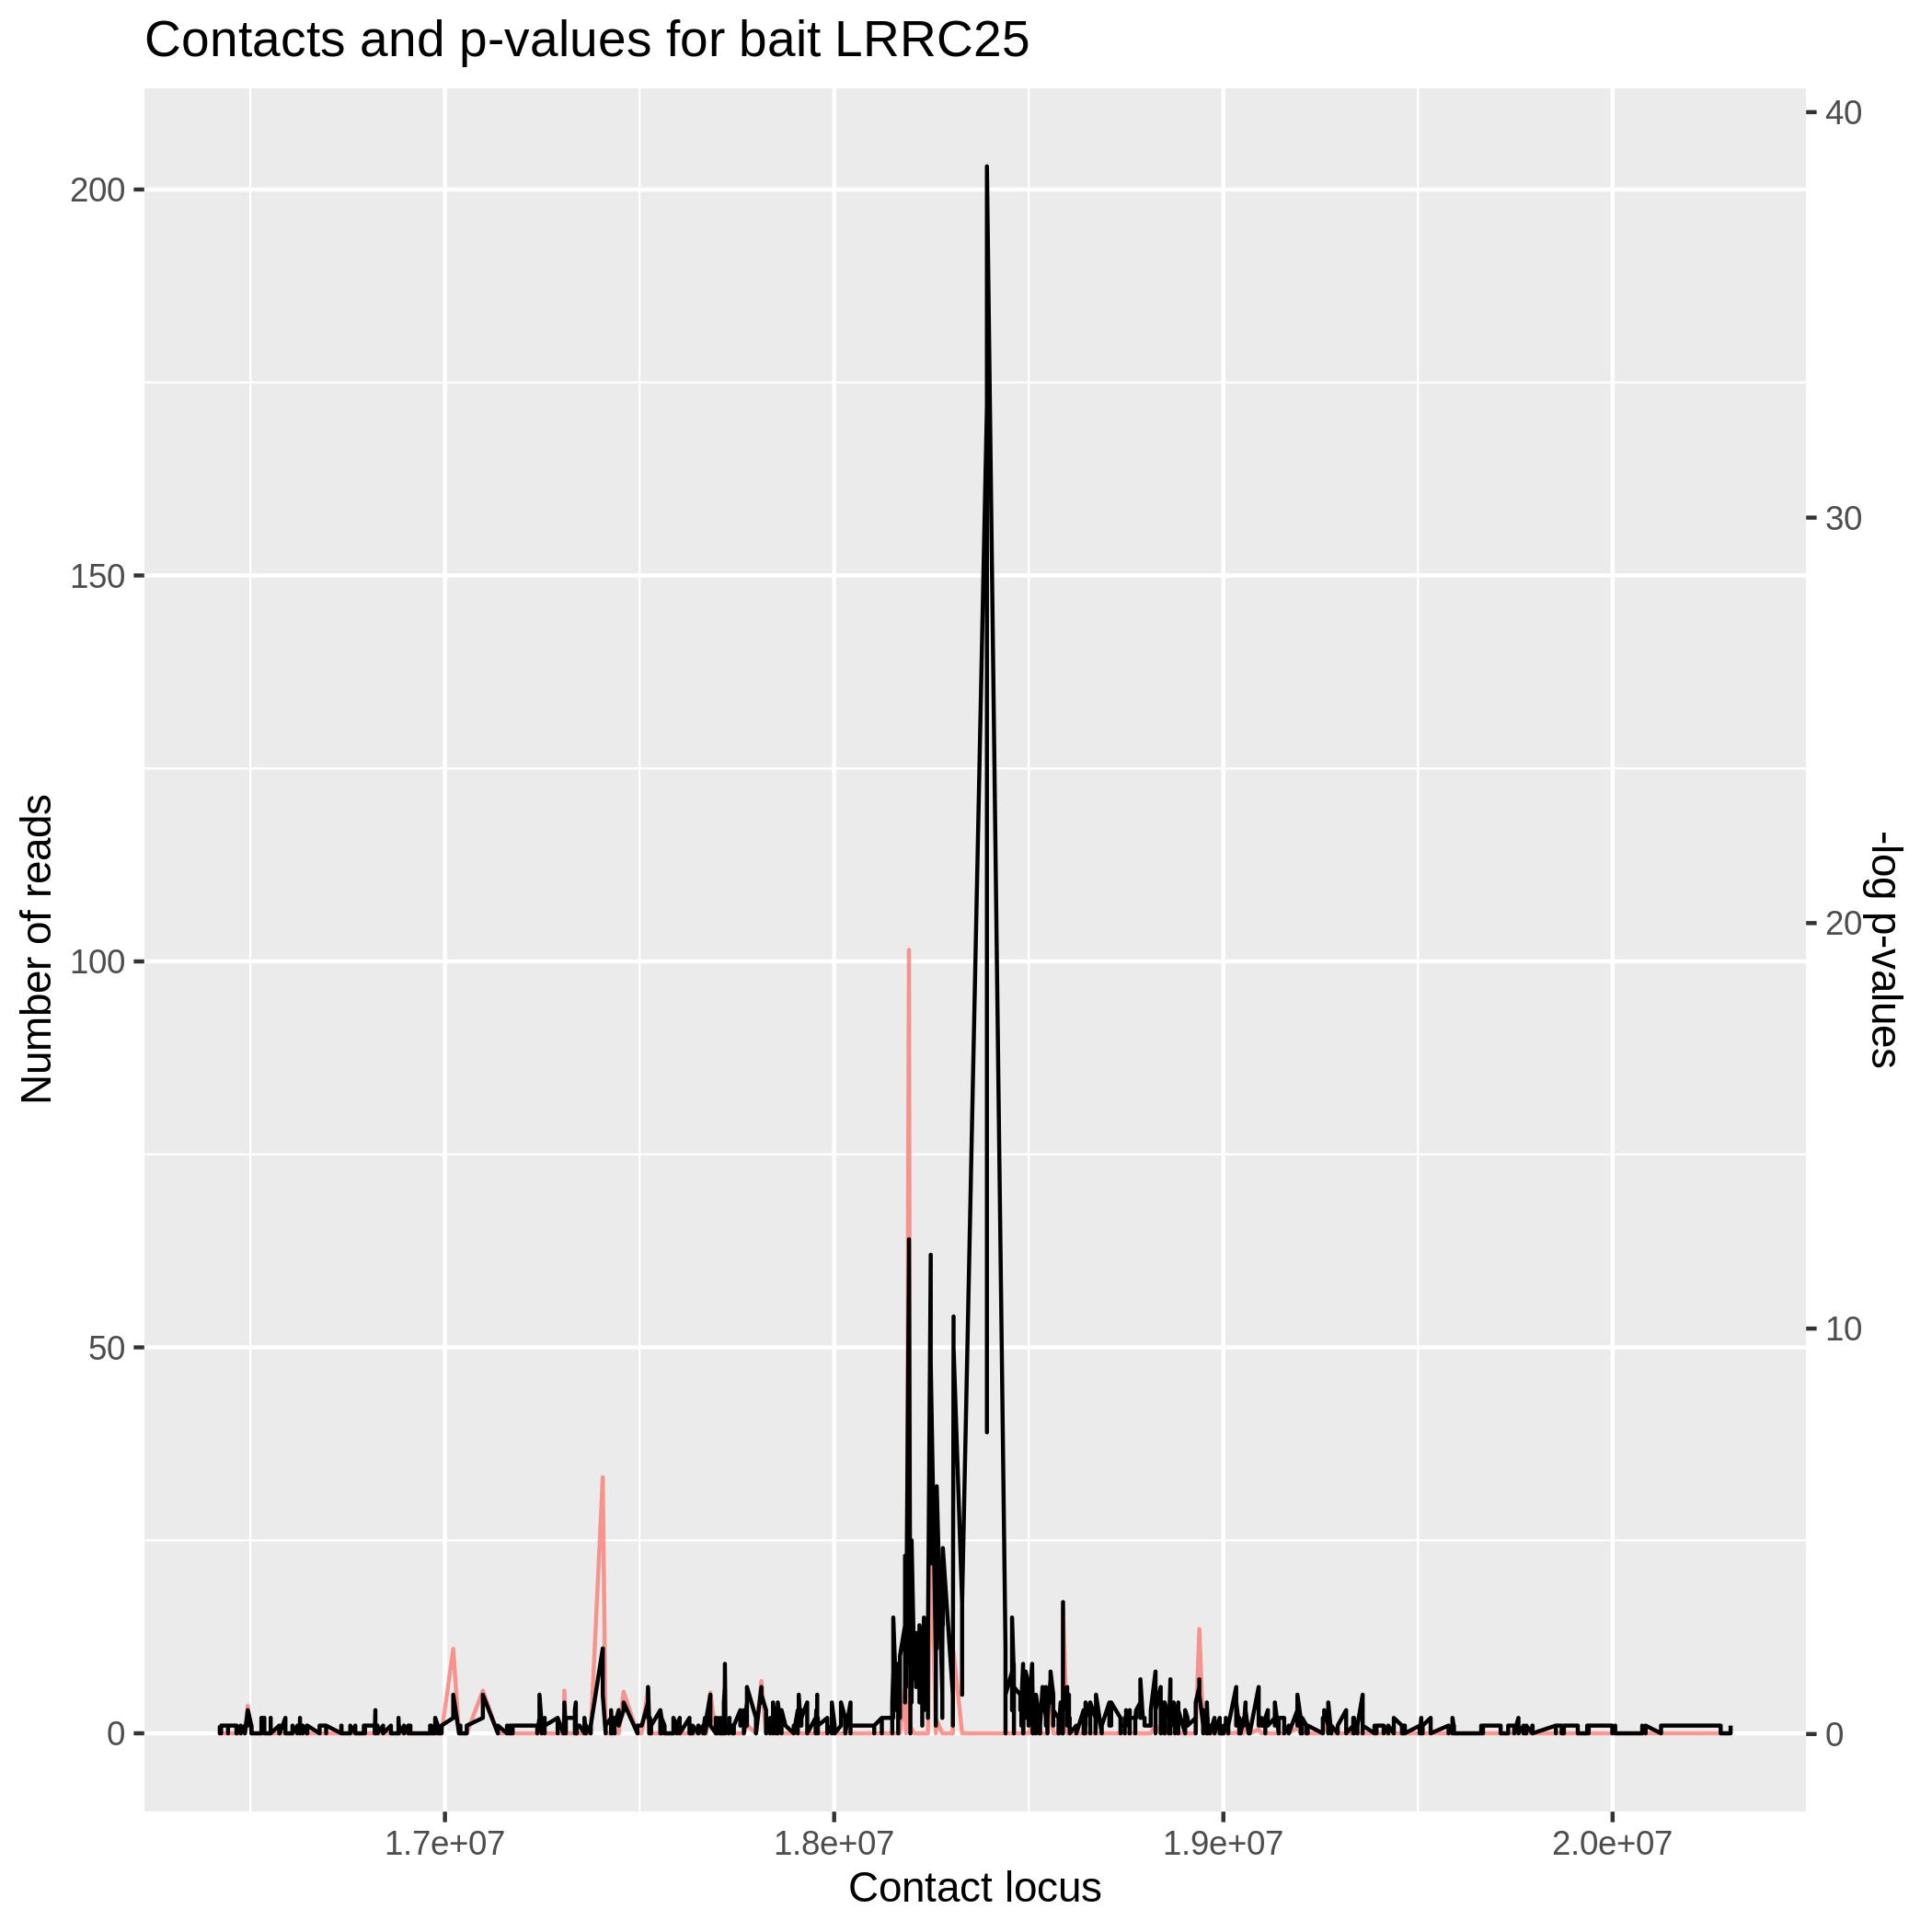 Contacts and p-values for bait LRRC25
Number of reads
200
150
100
50
0
40
30
20
10
0
-log p-values
1.7e+07
1.8e+07
1.9e+07
2.0e+07
Contact locus